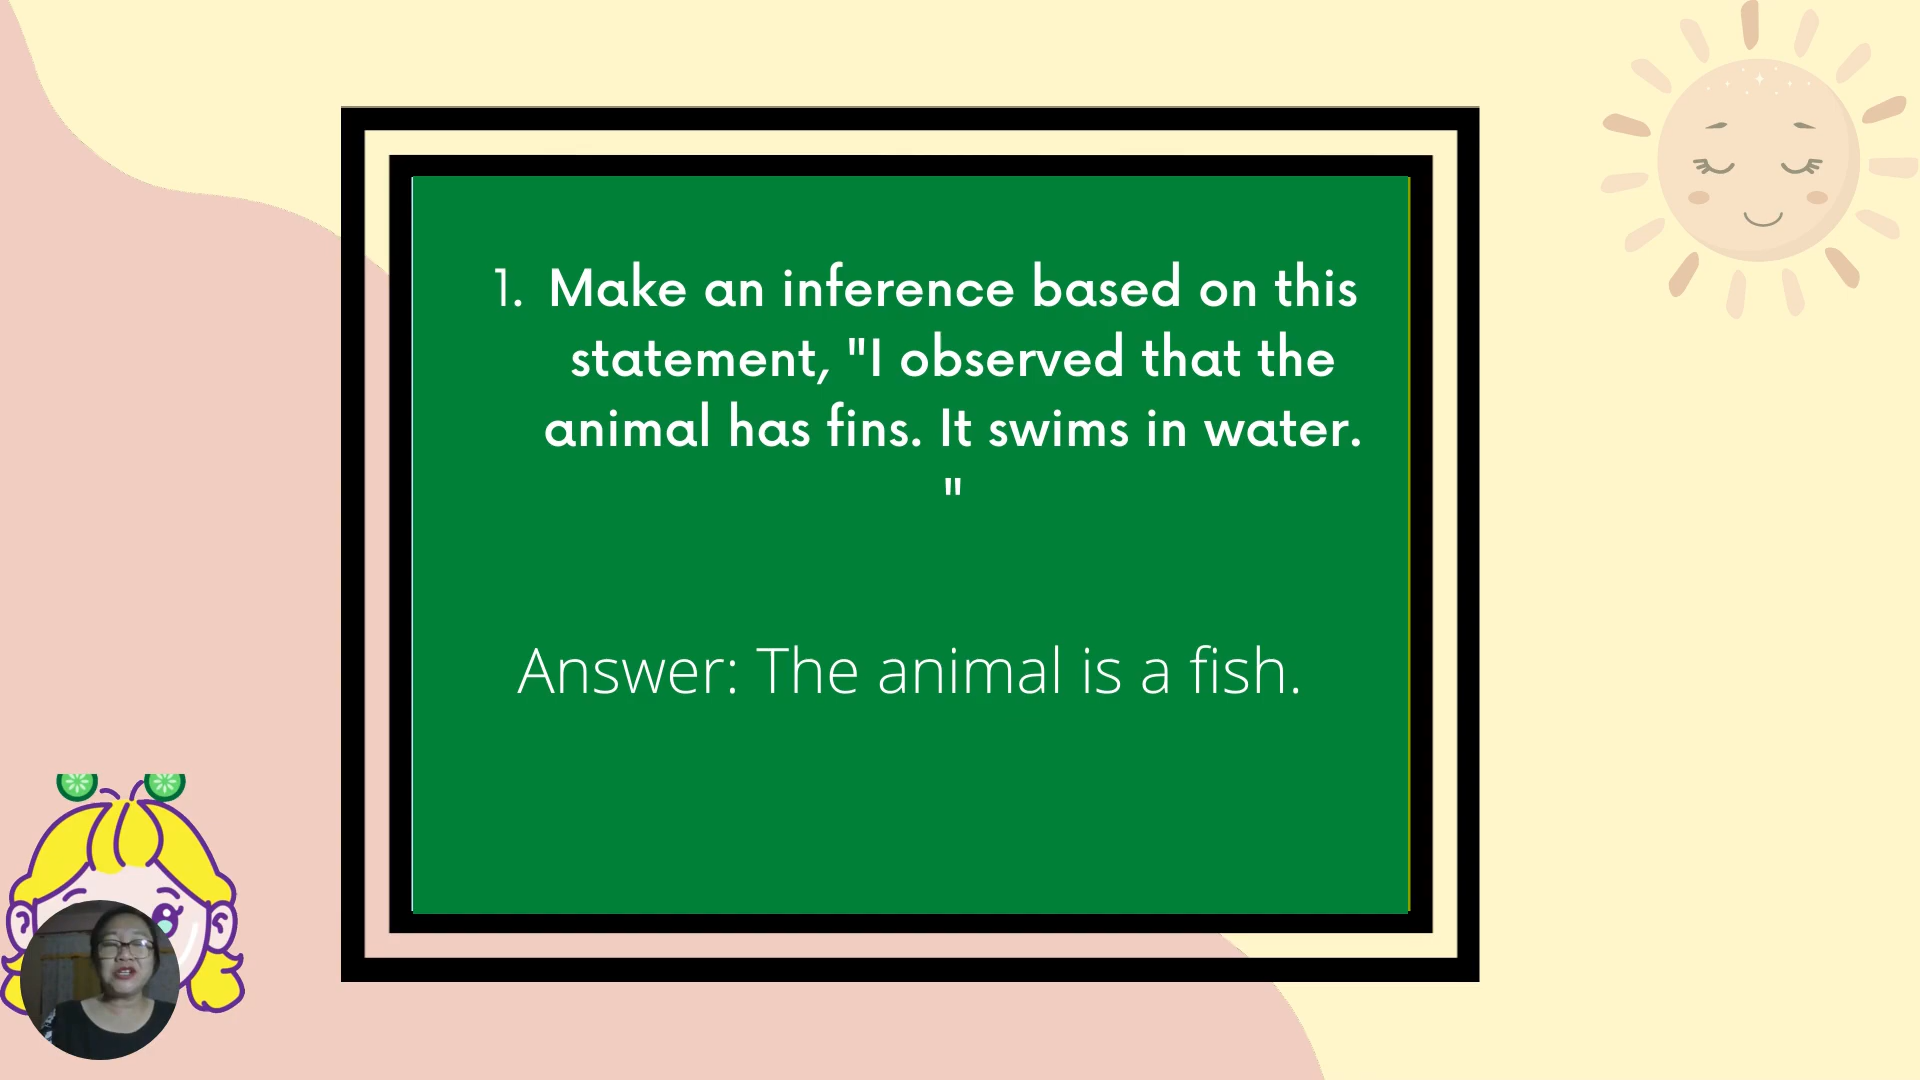 1. Make an inference based on this
statement, "I observed that the
animal has fins. It swims in water.
"
Answer: The animal is a fish.